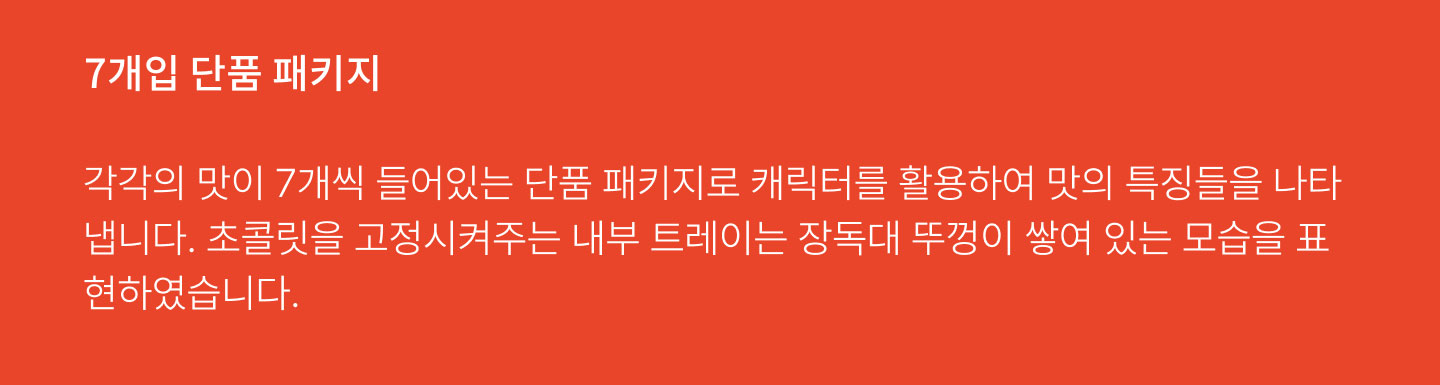 7개입 단품 패키지
각각의 맛이 7개씩 들어있는 단품 패키지로 캐릭터를 활용하여 맛의 특징들을 나타
냅니다. 초콜릿을 고정시켜주는 내부 트레이는 장독대 뚜껑이 쌓여 있는 모습을 표
현하였습니다.